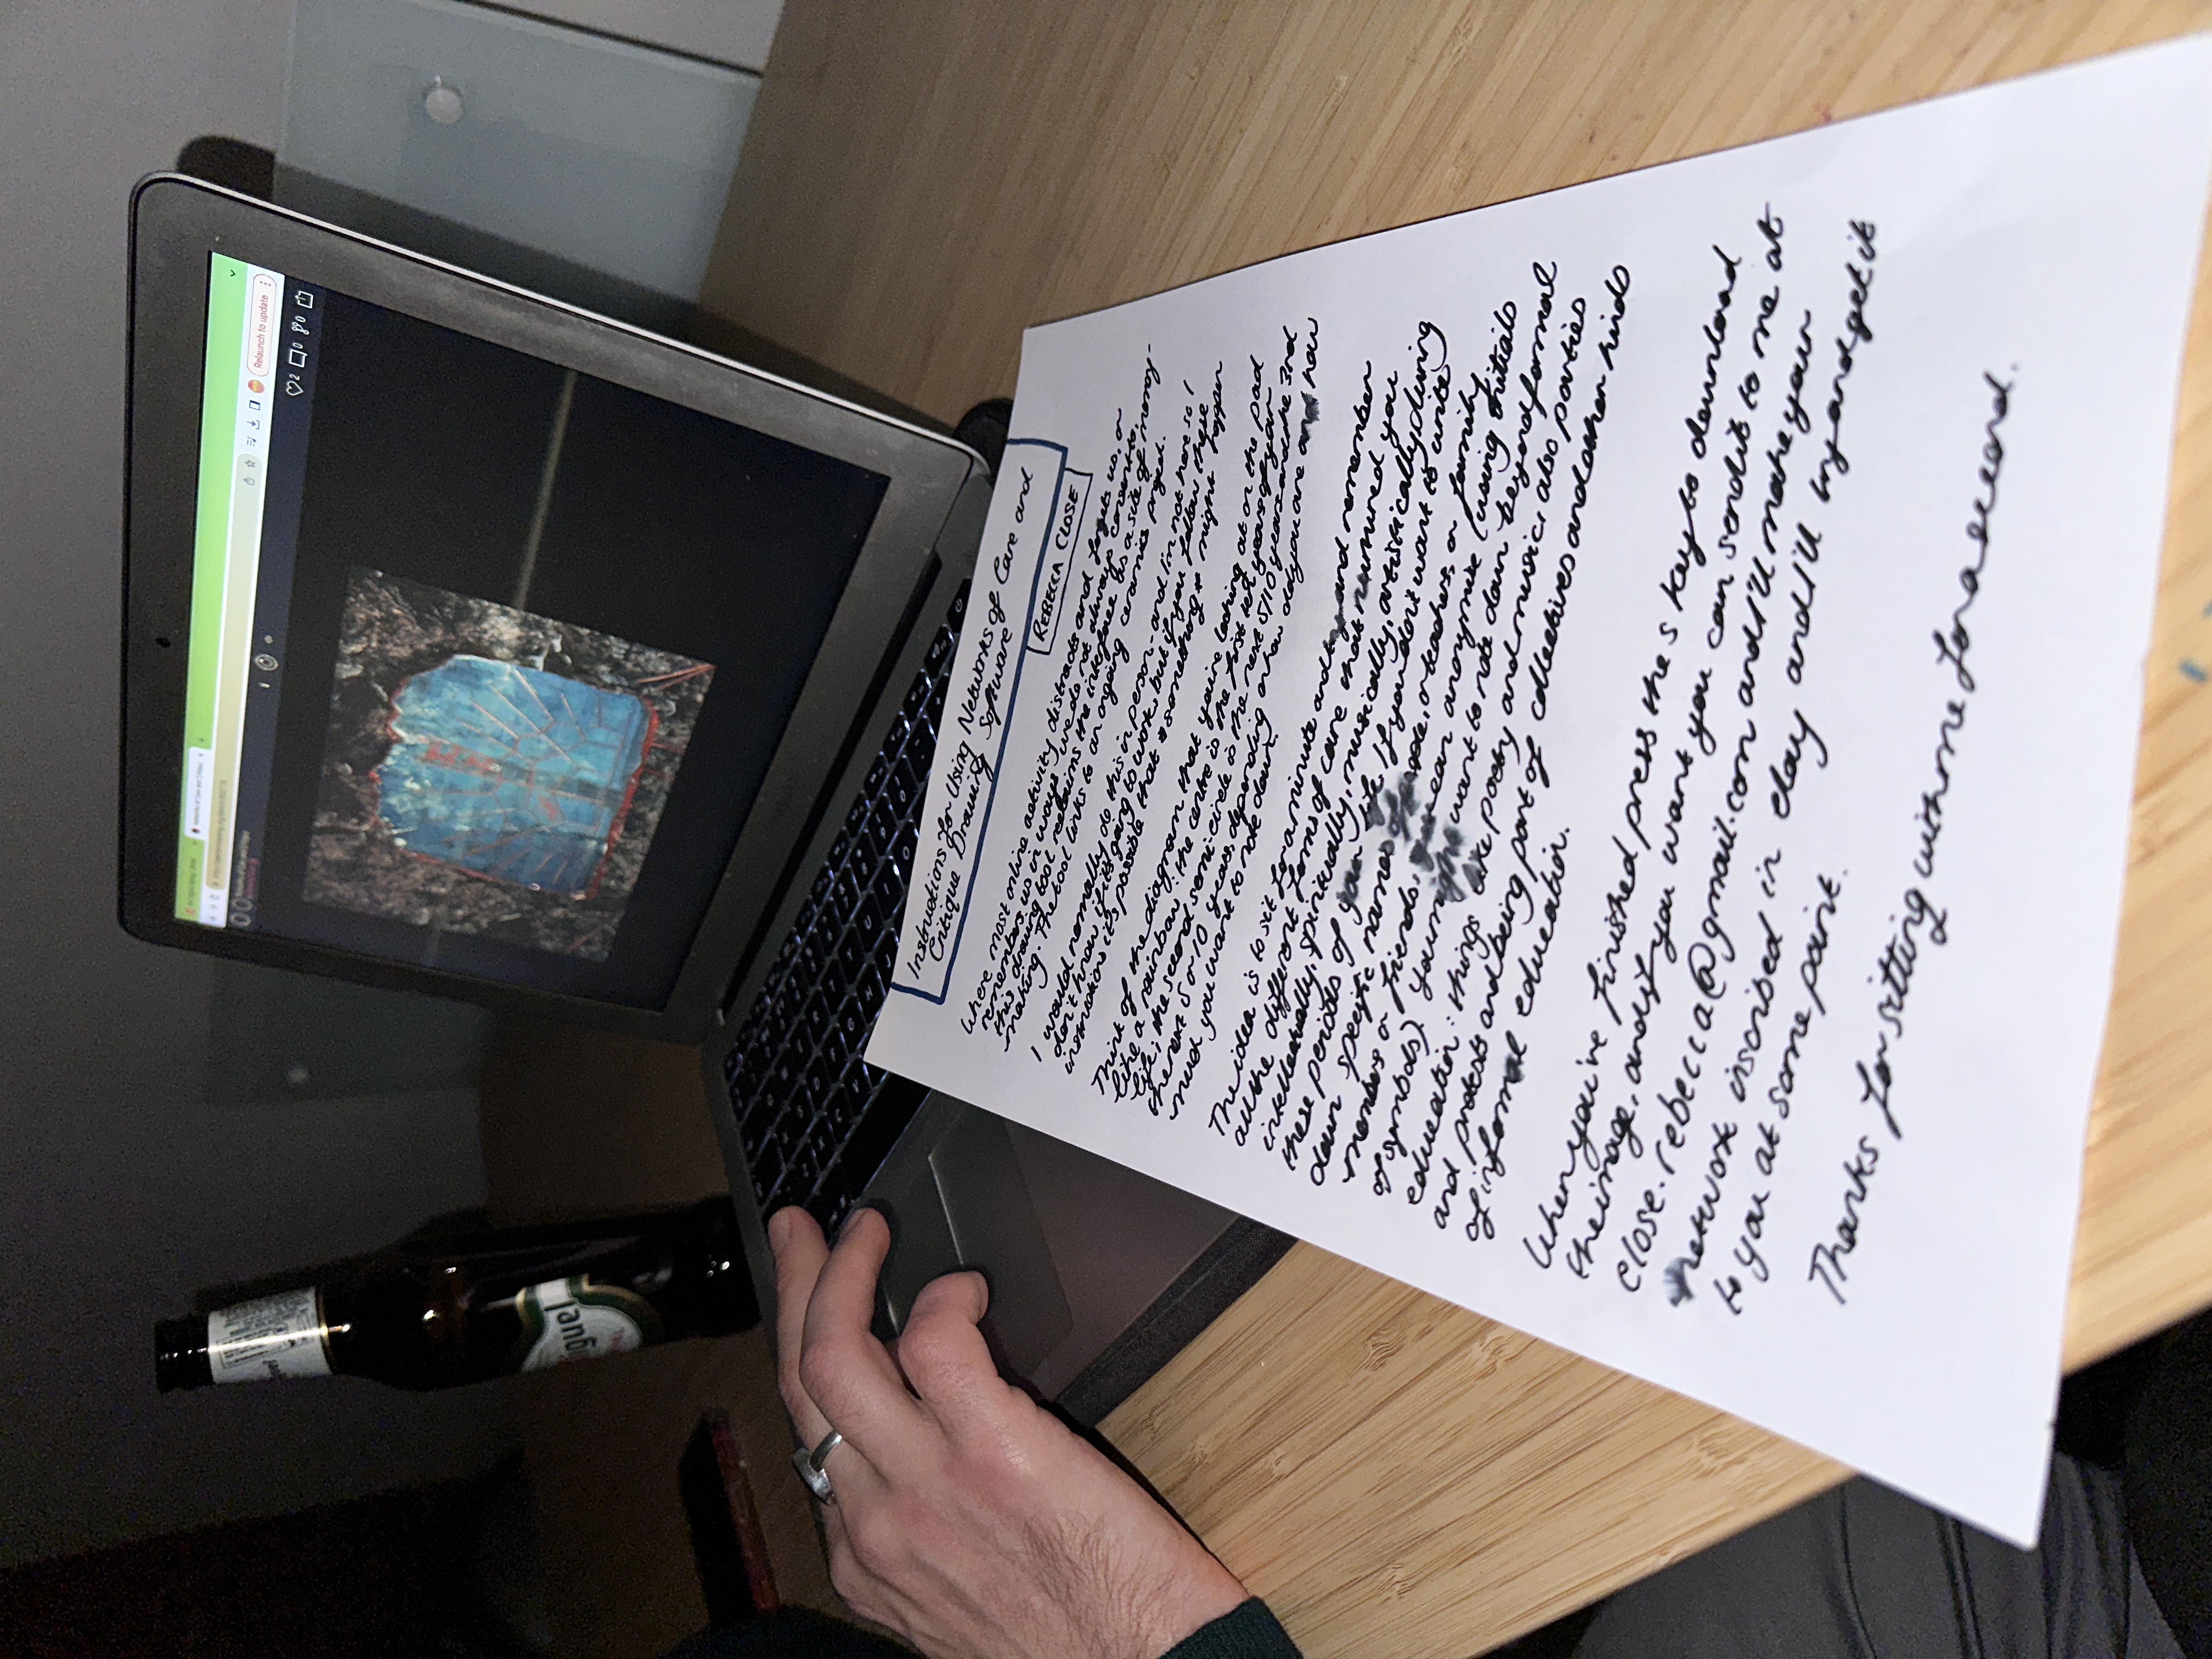 Networks of Care and Critique
Relaunch to update
Networks of Care and Critique
2
0
0
iguel
Instructions for Using Networks of Care and
Critique Drawing Software
REBECCA CLOSE
Where most online activity distracts and forgets us, or
remembers us in ways we do not always consent to,
this drawing tool reclaims the interface as a site of memory-
making. The tool links to an ongoing ceramics project.
I would normally do this in person - and I'm not here so I
don't know if it's going to work, but if you follow these
instructions it's possible that *something* might happen
Think of the diagram that you're looking at on the pad
like a rainbow: the centre is the first ten years of your
life; the second semi-circle is the next 5/10 years and the 3rd
the next 5 or 10 years, depending on how old you are and how
much you want to note down.
The idea is to sit for a minute and try and remember
all the different forms of care that nurtured you
intellectually, spiritually, musically, artistically during
these periods of your life. If you don't want to write
down specific names of people, or teachers, or family
members or friends, you can anonymise (using initials
of symbols). You might want to note down beyond formal
education: things like poetry and music, also parties
and protests and being part of collectives and other kinds
of informal education.
When you've finished press the s key to download
the image, and if you want you can send it to me at
close.rebecca@gmail.com and I'll make your
network inscribed in clay and I'll try and get it
to you at some point.
Thanks for sitting with me for a second.